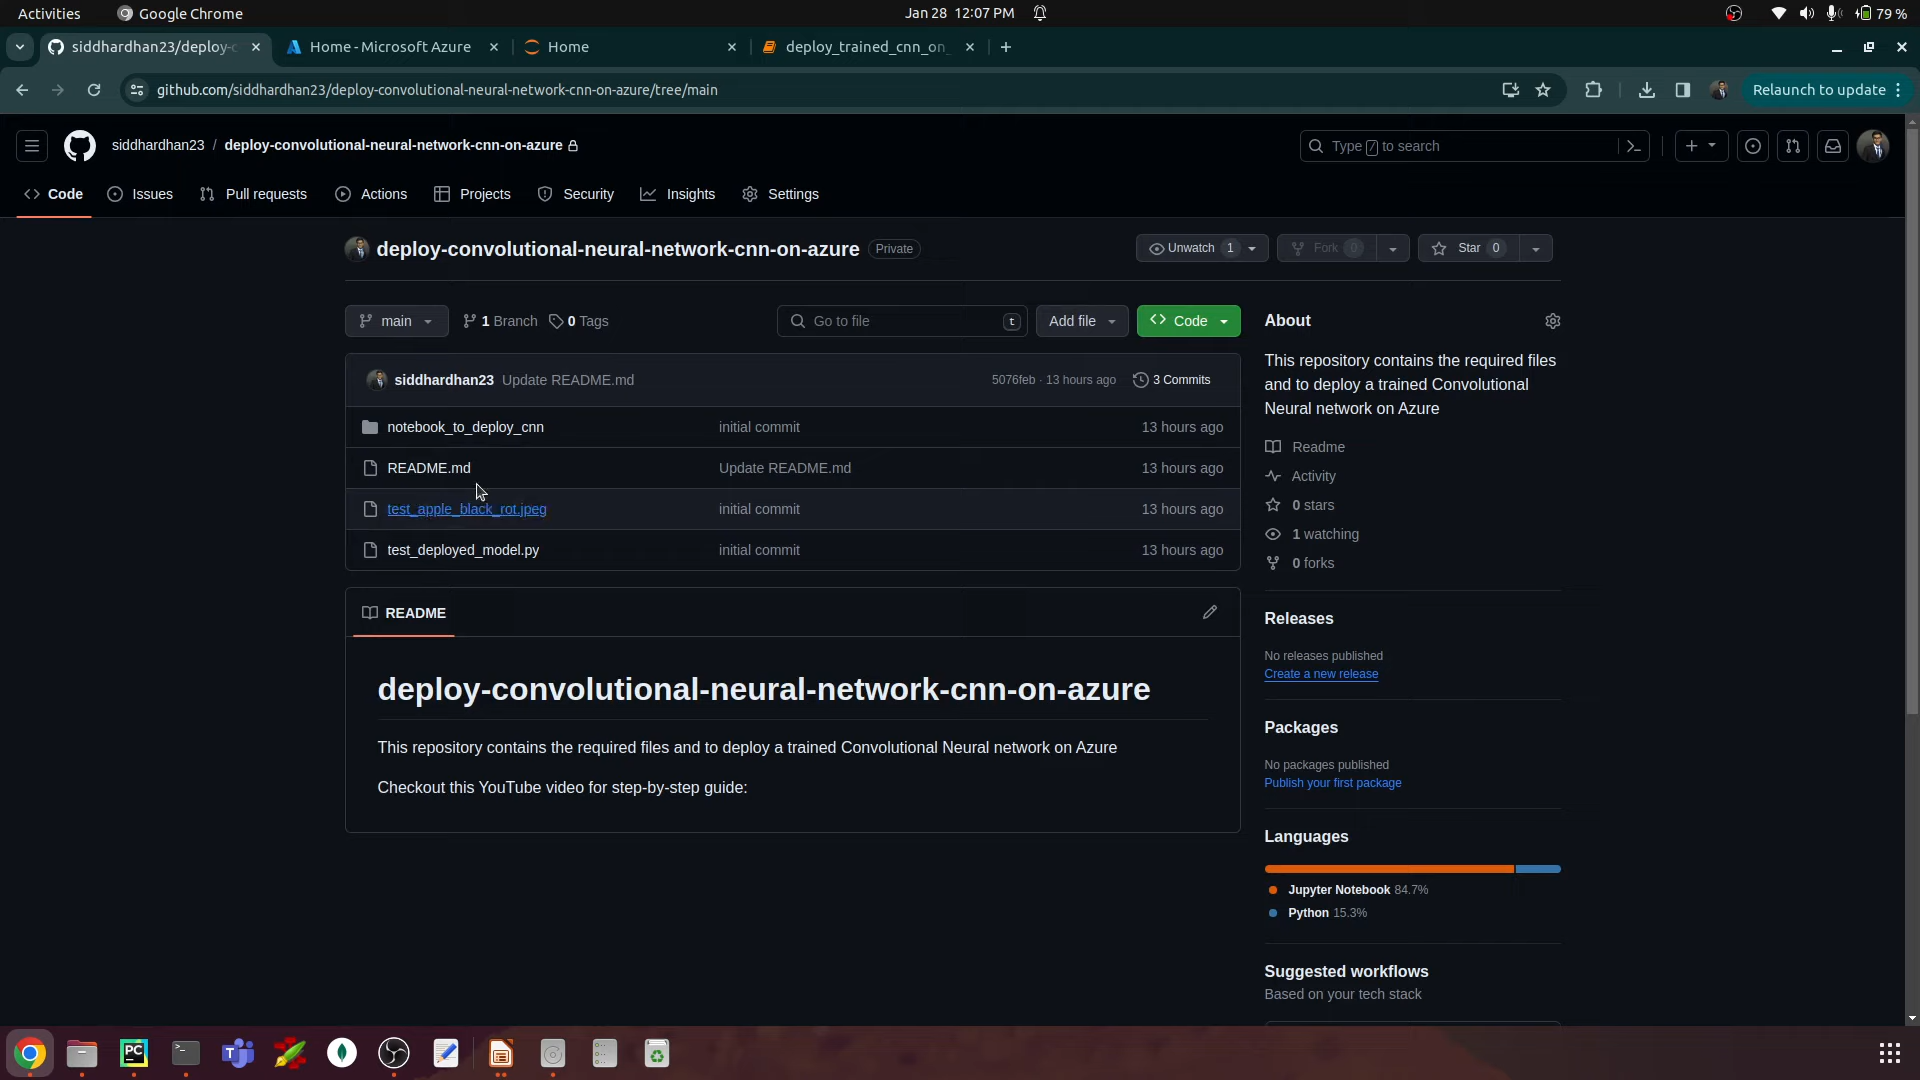 Activities Google Chrome Jan 28 12:07 PM 79 %
siddhardhan23/deploy-c Home - Microsoft Azure Home deploy_trained_cnn_on_
github.com/siddhardhan23/deploy-convolutional-neural-network-cnn-on-azure/tree/main Relaunch to update
siddhardhan23 / deploy-convolutional-neural-network-cnn-on-azure Type / to search
Code Issues Pull requests Actions Projects Security Insights Settings
deploy-convolutional-neural-network-cnn-on-azure Private Unwatch 1 Fork 0 Star 0
main 1 Branch 0 Tags Go to file t Add file Code
siddhardhan23 Update README.md 5076feb · 13 hours ago 3 Commits
notebook_to_deploy_cnn initial commit 13 hours ago
README.md Update README.md 13 hours ago
test_apple_black_rot.jpeg initial commit 13 hours ago
test_deployed_model.py initial commit 13 hours ago
README
deploy-convolutional-neural-network-cnn-on-azure
This repository contains the required files and to deploy a trained Convolutional Neural network on Azure
Checkout this YouTube video for step-by-step guide:
About
This repository contains the required files
and to deploy a trained Convolutional
Neural network on Azure
Readme
Activity
0 stars
1 watching
0 forks
Releases
No releases published
Create a new release
Packages
No packages published
Publish your first package
Languages
Jupyter Notebook 84.7%
Python 15.3%
Suggested workflows
Based on your tech stack
PC